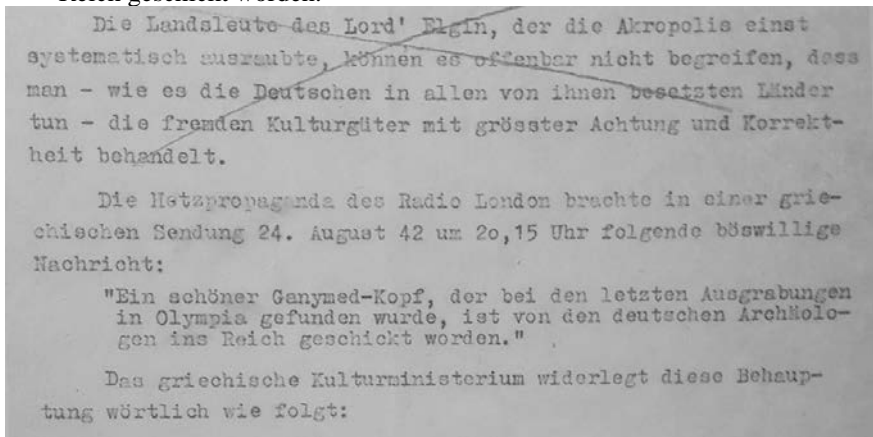 Reich geschickt worden.
Die Landsleute des Lord' Elgin, der die Akropolis einst
systematisch ausraubte, können es offenbar nicht begreifen, dass
man - wie es die Deutschen in allen von ihnen besetzten Länder
tun - die fremden Kulturgüter mit grösster Achtung und Korrekt-
heit behandelt.
Die Hetzpropaganda des Radio London brachte in einer grie-
chischen Sendung 24. August 42 um 2o,15 Uhr folgende böswillige
Nachricht:
"Ein schöner Ganymed-Kopf, der bei den letzten Ausgrabungen
in Olympia gefunden wurde, ist von den deutschen Archäolo-
gen ins Reich geschickt worden."
Das griechische Kulturministerium widerlegt diese Behaup-
tung wörtlich wie folgt: